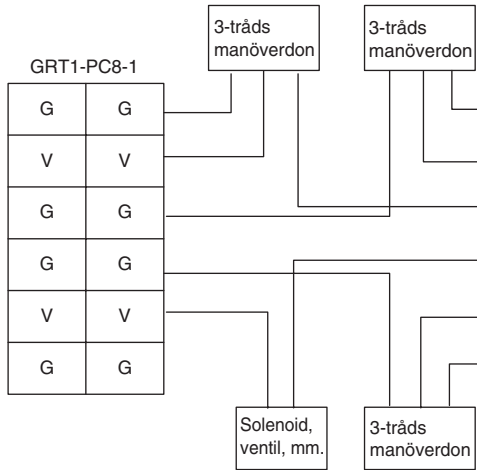 3-tråds
manöverdon
3-tråds
manöverdon
GRT1-PC8-1
G G
V V
G G
G G
V V
G G
Solenoid,
ventil, mm.
3-tråds
manöverdon